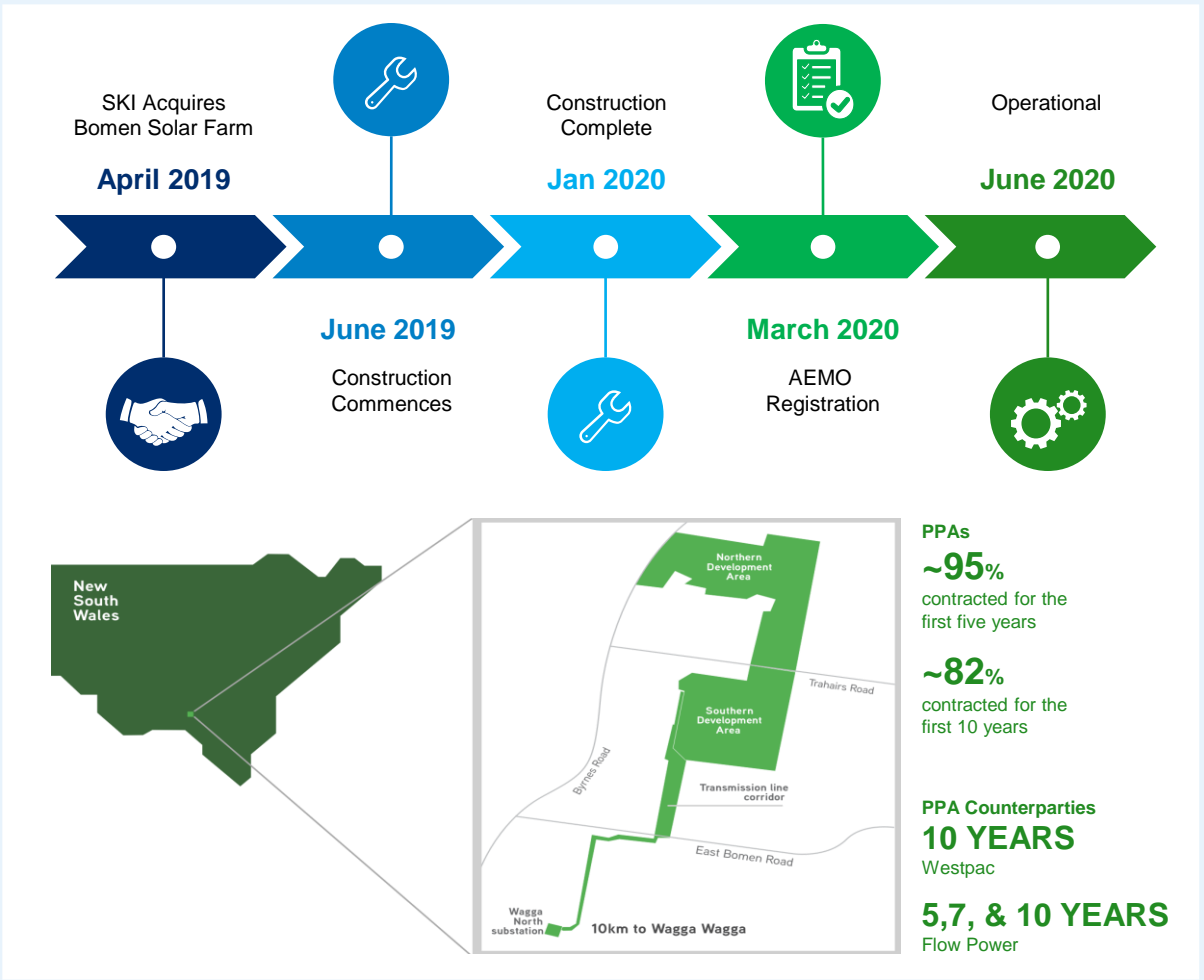 SKI Acquires
Bomen Solar Farm
April 2019
June 2019
Construction
Commences
Construction
Complete
Jan 2020
March 2020
AEMO
Registration
Operational
June 2020
New
South
Wales
Northern
Development
Area
Trahairs Road
Southern
Development
Area
Byrnes Road
Transmission line
corridor
East Bomen Road
Wagga
North
substation
10km to Wagga Wagga
PPAs
~95%
contracted for the
first five years
~82%
contracted for the
first 10 years
PPA Counterparties
10 YEARS
Westpac
5,7, & 10 YEARS
Flow Power